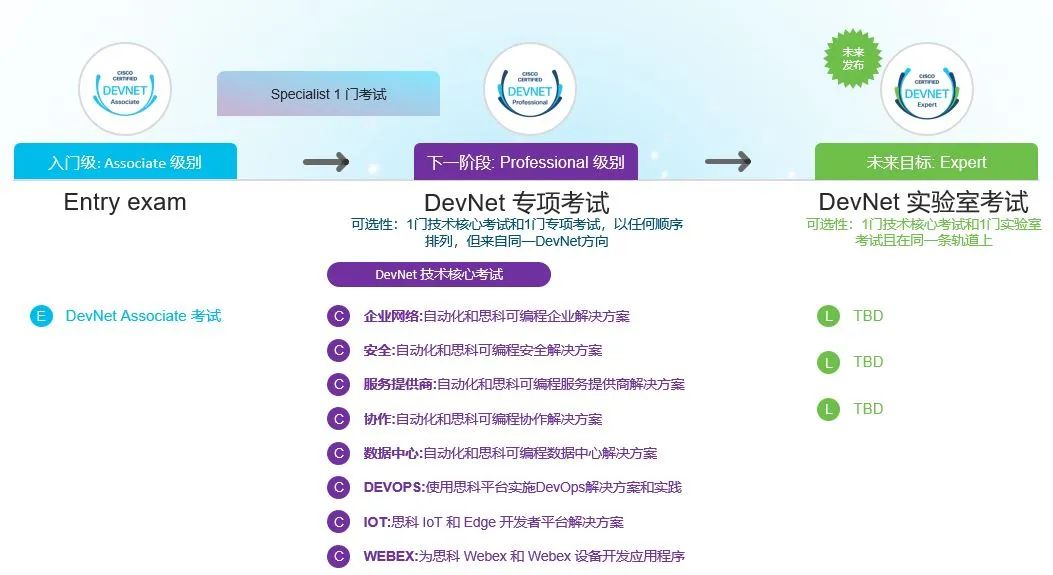 CISCO
CERTIFIED
DEVNET
Associate
Specialist 1 门考试
CISCO
CERTIFIED
DEVNET
Professional
未来
发布
CISCO
CERTIFIED
DEVNET
Expert
入门级: Associate 级别
下一阶段: Professional 级别
未来目标: Expert
Entry exam
DevNet 专项考试
可选性：1门技术核心考试和1门专项考试，以任何顺序
排列，但来自同一DevNet方向
DevNet 实验室考试
可选性：1门技术核心考试和1门实验室
考试且在同一条轨道上
DevNet 技术核心考试
E DevNet Associate 考试
C 企业网络:自动化和思科可编程企业解决方案
C 安全:自动化和思科可编程安全解决方案
C 服务提供商:自动化和思科可编程服务提供商解决方案
C 协作:自动化和思科可编程协作解决方案
C 数据中心:自动化和思科可编程数据中心解决方案
C DEVOPS:使用思科平台实施DevOps解决方案和实践
C IOT:思科 IoT 和 Edge 开发者平台解决方案
C WEBEX:为思科 Webex 和 Webex 设备开发应用程序
L TBD
L TBD
L TBD